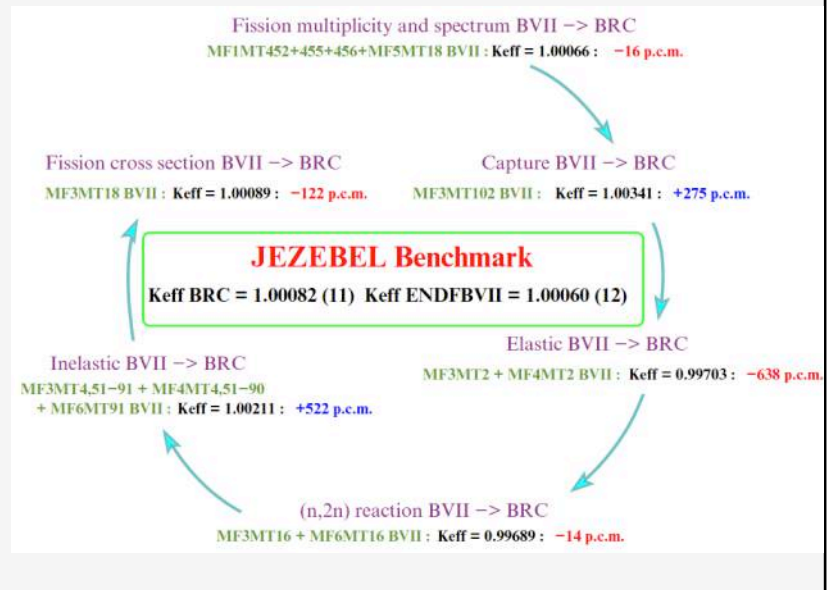 Fission multiplicity and spectrum BVII −> BRC
MF1MT452+455+456+MF5MT18 BVII : Keff = 1.00066 : −16 p.c.m.
Fission cross section BVII −> BRC
MF3MT18 BVII : Keff = 1.00089 : −122 p.c.m.
Capture BVII −> BRC
MF3MT102 BVII : Keff = 1.00341 : +275 p.c.m.
JEZEBEL Benchmark
Keff BRC = 1.00082 (11) Keff ENDFBVII = 1.00060 (12)
Inelastic BVII −> BRC
MF3MT4,51−91 + MF4MT4,51−90
+ MF6MT91 BVII : Keff = 1.00211 : +522 p.c.m.
Elastic BVII −> BRC
MF3MT2 + MF4MT2 BVII : Keff = 0.99703 : −638 p.c.m.
(n,2n) reaction BVII −> BRC
MF3MT16 + MF6MT16 BVII : Keff = 0.99689 : −14 p.c.m.